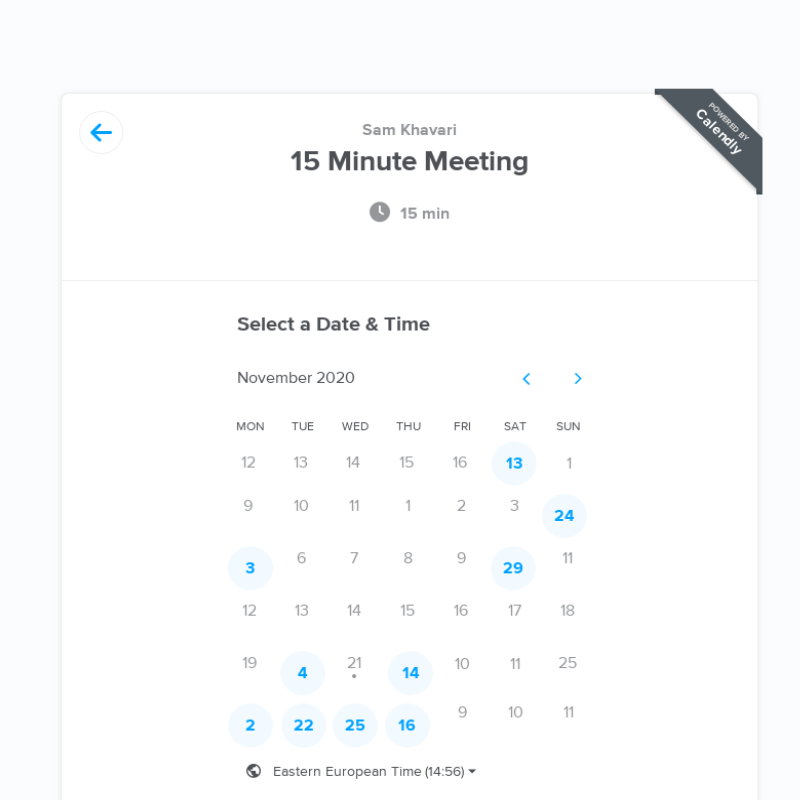 POWERED BY
Calendly
Sam Khavari
15 Minute Meeting
15 min
Select a Date & Time
November 2020
MON TUE WED THU FRI SAT SUN
12 13 14 15 16 13 1
9 10 11 1 2 3 24
3 6 7 8 9 29 11
12 13 14 15 16 17 18
19 4 21 14 10 11 25
2 22 25 16 9 10 11
Eastern European Time (14:56)